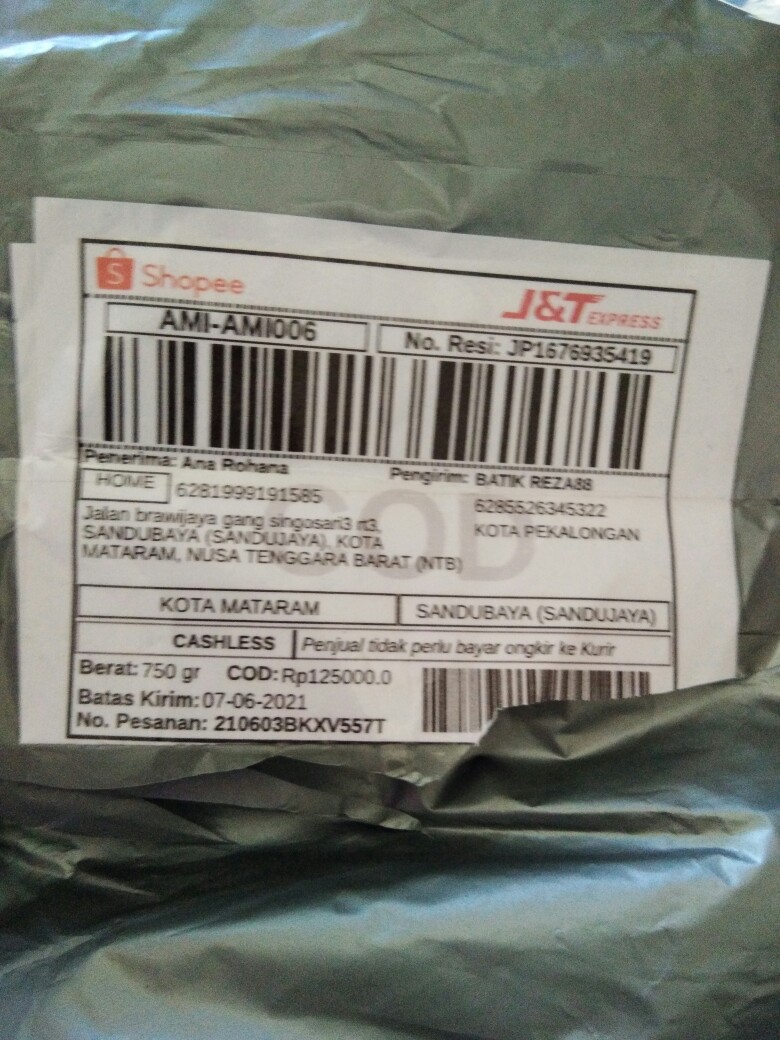 Shopee
J&T EXPRESS
AMI-AMI006
No. Resi: JP1676935419
Penerima: Ana Rohana
HOME 6281999191585
Jalan brawijaya gang singosari3 n3,
SANDUBAYA (SANDUJAYA), KOTA
MATARAM, NUSA TENGGARA BARAT (NTB)
Pengirim: BATIK REZA88
6285526345322
KOTA PEKALONGAN
COD
KOTA MATARAM
SANDUBAYA (SANDUJAYA)
CASHLESS
Penjual tidak perlu bayar ongkir ke Kurir
Berat: 750 gr COD: Rp125000.0
Batas Kirim: 07-06-2021
No. Pesanan: 210603BKXV557T